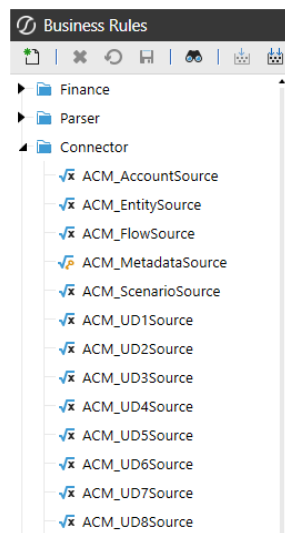 Business Rules
Finance
Parser
Connector
ACM_AccountSource
ACM_EntitySource
ACM_FlowSource
ACM_MetadataSource
ACM_ScenarioSource
ACM_UD1Source
ACM_UD2Source
ACM_UD3Source
ACM_UD4Source
ACM_UD5Source
ACM_UD6Source
ACM_UD7Source
ACM_UD8Source